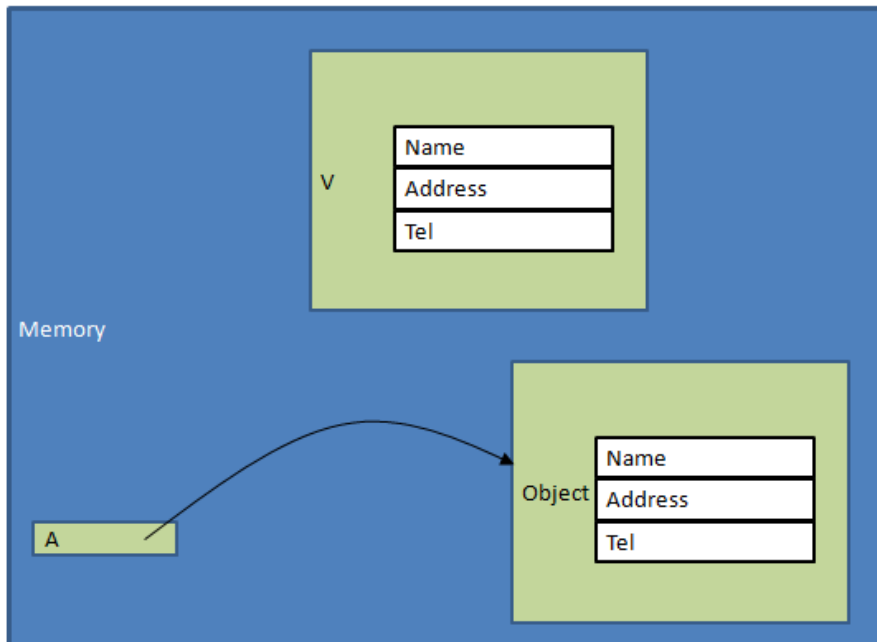 Name
V
Address
Tel
Memory
Name
Object
Address
Tel
A